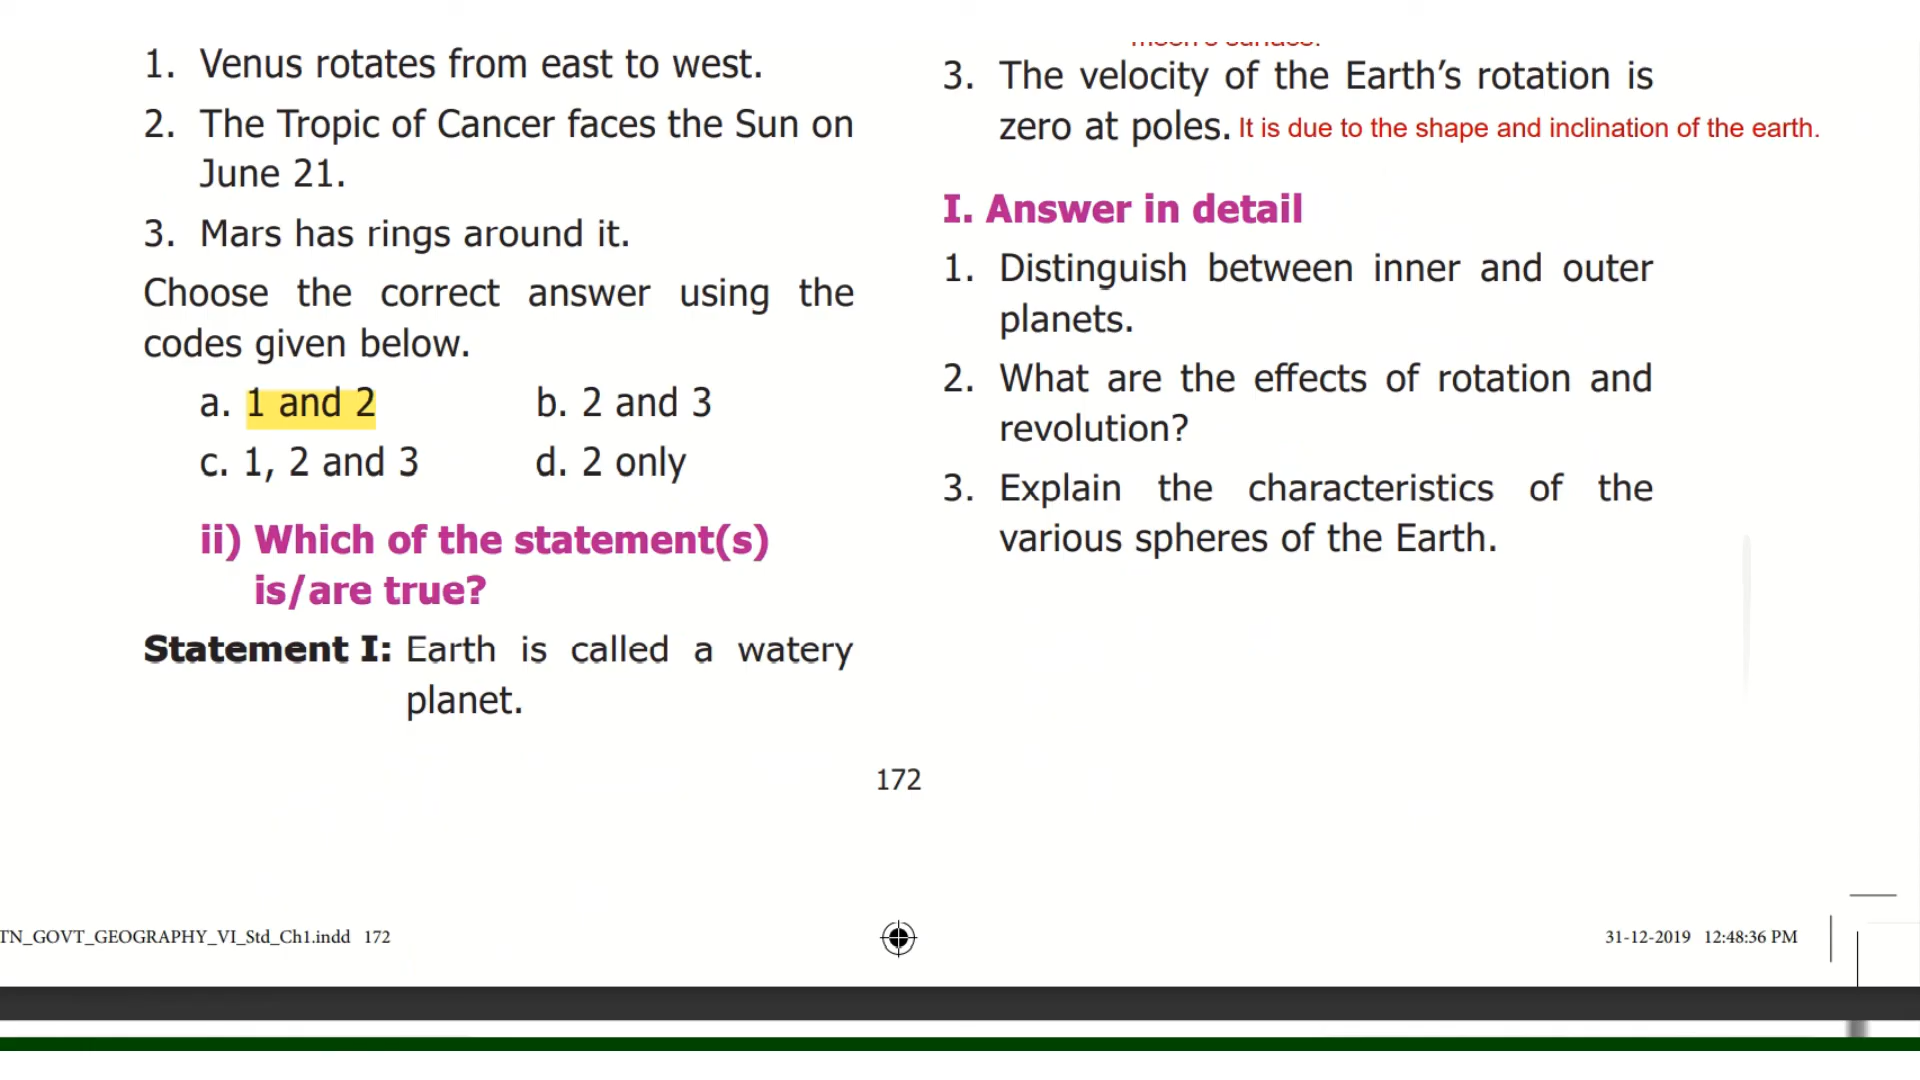 1. Venus rotates from east to west.
2. The Tropic of Cancer faces the Sun on
June 21.
3. Mars has rings around it.
Choose the correct answer using the
codes given below.
a. 1 and 2 b. 2 and 3
c. 1, 2 and 3 d. 2 only
ii) Which of the statement(s)
is/are true?
Statement I: Earth is called a watery
planet.
3. The velocity of the Earth’s rotation is
zero at poles. It is due to the shape and inclination of the earth.
I. Answer in detail
1. Distinguish between inner and outer
planets.
2. What are the effects of rotation and
revolution?
3. Explain the characteristics of the
various spheres of the Earth.
172
TN_GOVT_GEOGRAPHY_VI_Std_Ch1.indd 172
31-12-2019 12:48:36 PM